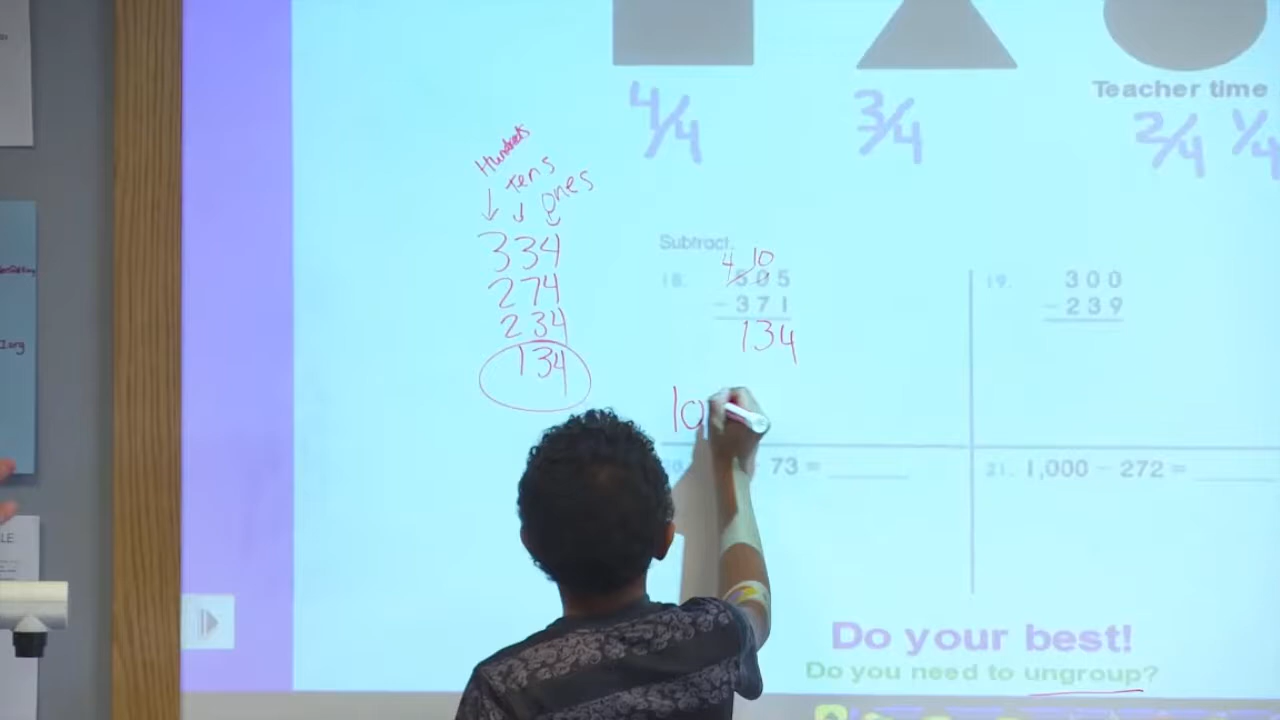 Teacher time
4/4 3/4 2/4 1/4
Hundreds
Tens
Ones
334
274
234
134
Subtract.
4 10
18. 505
- 371
134
19. 300
- 239
10
- 73 =
21. 1,000 - 272 =
Do your best!
Do you need to ungroup?
LE